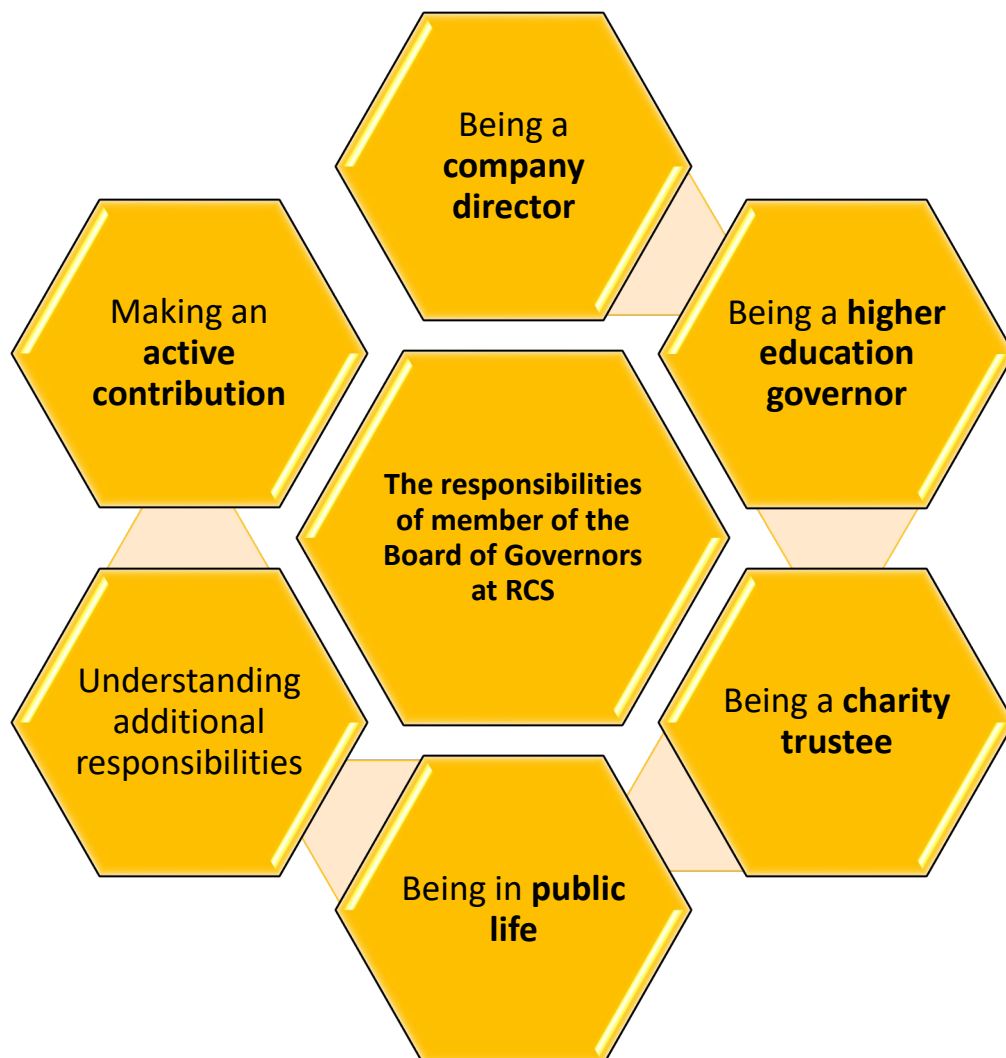 Being a
company
director
Being a higher
education
governor
Being a charity
trustee
Being in public
life
Understanding
additional
responsibilities
Making an
active
contribution
The responsibilities
of member of the
Board of Governors
at RCS